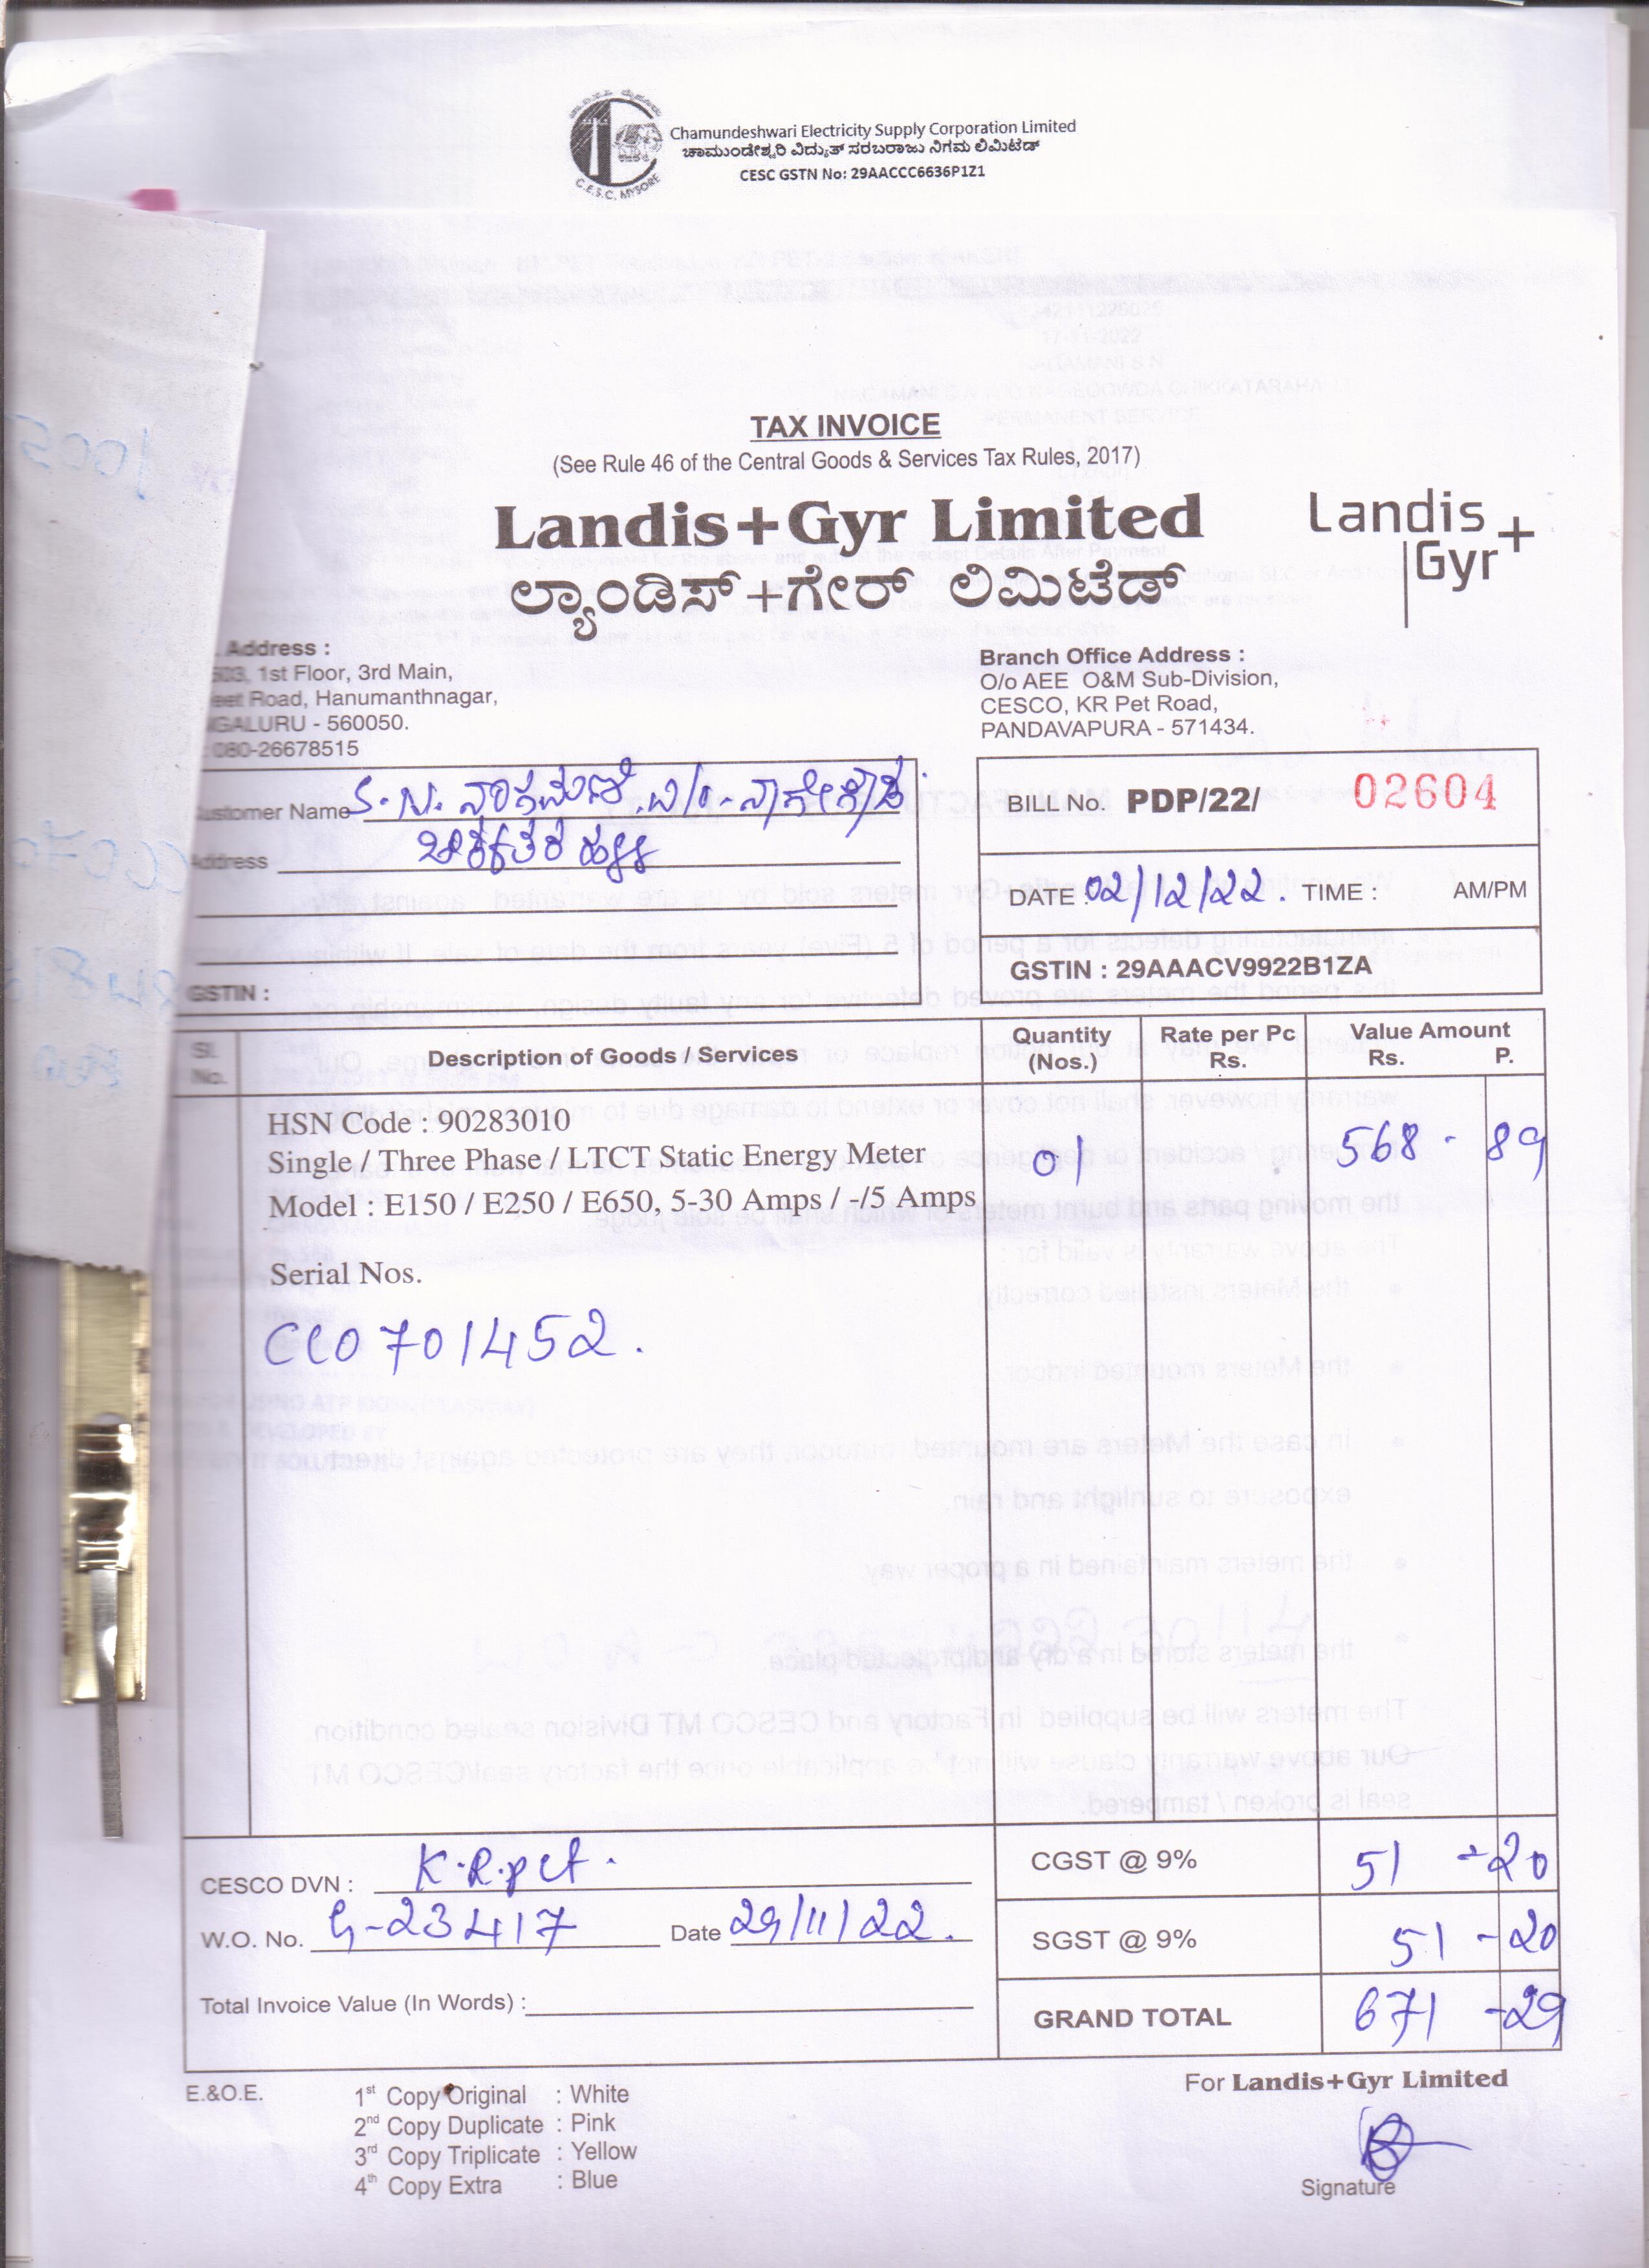 Chamundeshwari Electricity Supply Corporation Limited
ಚಾಮುಂಡೇಶ್ವರಿ ವಿದ್ಯುತ್ ಸರಬರಾಜು ನಿಗಮ ಲಿಮಿಟೆಡ್
CESC GSTN No: 29AACCC6636P1Z1
C.E.S.C, MYSORE
TAX INVOICE
(See Rule 46 of the Central Goods & Services Tax Rules, 2017)
Landis+Gyr Limited
ಲ್ಯಾಂಡಿಸ್+ಗೇರ್ ಲಿಮಿಟೆಡ್
Landis
Gyr+
Address :
1st Floor, 3rd Main,
Road, Hanumanthnagar,
560050.
080-26678515
Branch Office Address :
O/o AEE O&M Sub-Division,
CESCO, KR Pet Road,
PANDAVAPURA - 571434.
Customer Name S.N.
Address
GSTIN :
BILL No. PDP/22/ 02604
DATE : 02/12/22. TIME : AM/PM
GSTIN : 29AAACV9922B1ZA
Sl. No. Description of Goods / Services Quantity (Nos.) Rate per Pc Rs. Value Amount Rs. P.
HSN Code : 90283010
Single / Three Phase / LTCT Static Energy Meter 01 568 - 89
Model : E150 / E250 / E650, 5-30 Amps / -/5 Amps
Serial Nos.
CC0701452.
CESCO DVN : K.R.pet. CGST @ 9% 51 - 20
W.O. No. G-23417 Date 29/11/22. SGST @ 9% 51 - 20
Total Invoice Value (In Words) : GRAND TOTAL 671 - 29
E.&O.E.
1st Copy Original : White
2nd Copy Duplicate : Pink
3rd Copy Triplicate : Yellow
4th Copy Extra : Blue
For Landis+Gyr Limited
Signature